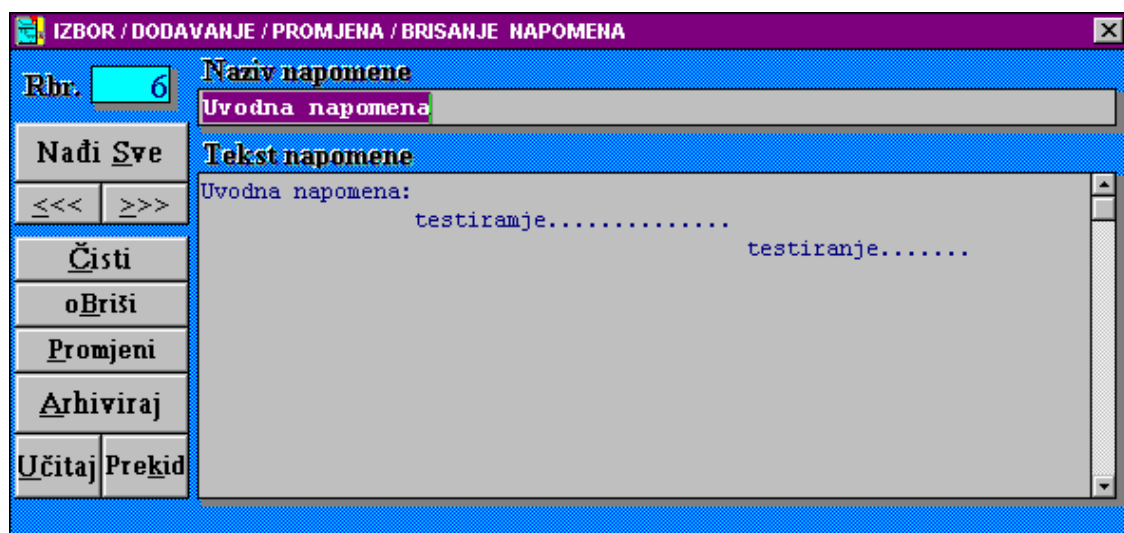 IZBOR / DODAVANJE / PROMJENA / BRISANJE NAPOMENA
Rbr. 6
Naziv napomene
Uvodna napomena
Nađi Sve
<<< >>>
Čisti
oBriši
Promjeni
Arhiviraj
Učitaj Prekid
Tekst napomene
Uvodna napomena:
testiramje..............
testiranje.......